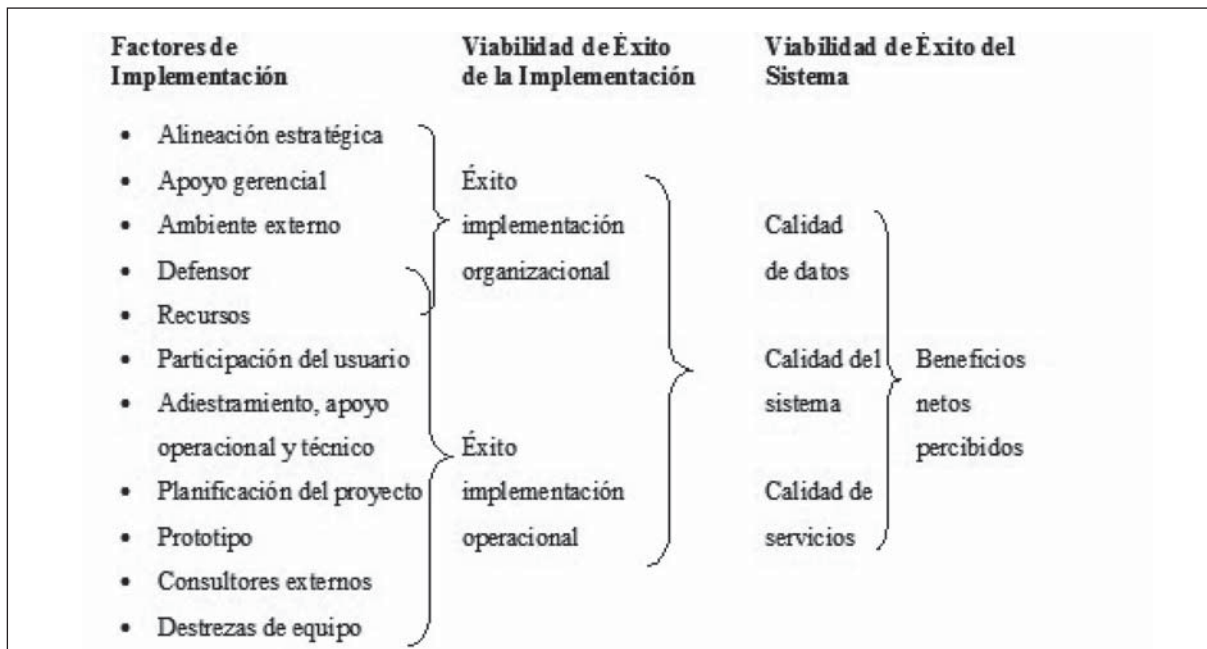 Factores de
Implementación
• Alineación estratégica
• Apoyo gerencial
• Ambiente externo
• Defensor
• Recursos
• Participación del usuario
• Adiestramiento, apoyo
operacional y técnico
• Planificación del proyecto
• Prototipo
• Consultores externos
• Destrezas de equipo
Viabilidad de Éxito
de la Implementación
Éxito
implementación
organizacional
Éxito
implementación
operacional
Viabilidad de Éxito del
Sistema
Calidad
de datos
Calidad del
sistema
Calidad de
servicios
Beneficios
netos
percibidos